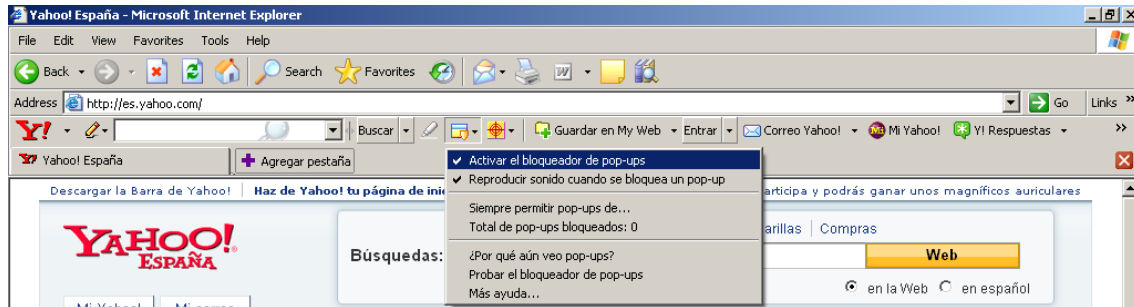 Yahoo! España - Microsoft Internet Explorer
File Edit View Favorites Tools Help
Back Search Favorites
Address http://es.yahoo.com/ Go Links »
Y! Buscar Guardar en My Web Entrar Correo Yahoo! Mi Yahoo! Y! Respuestas »
Y? Yahoo! España Agregar pestaña
Activar el bloqueador de pop-ups
Reproducir sonido cuando se bloquea un pop-up
Siempre permitir pop-ups de...
Total de pop-ups bloqueados: 0
¿Por qué aún veo pop-ups?
Probar el bloqueador de pop-ups
Más ayuda...
Descargar la Barra de Yahoo! Haz de Yahoo! tu página de podrás ganar unos magníficos auriculares
YAHOO! ESPAÑA
Compras
Búsquedas: Web
en la Web en español
Mi Yahoo! Mi correo